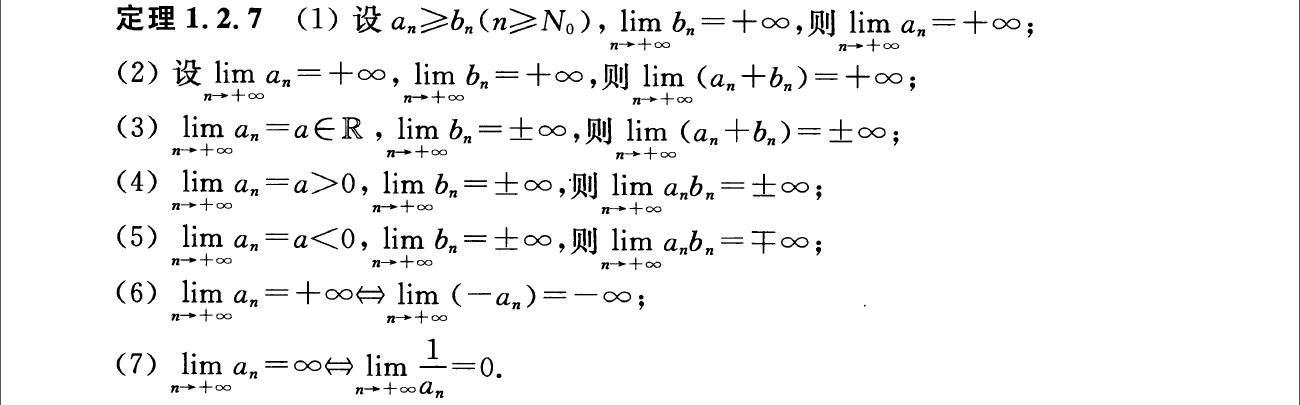 定理1.2.7 (1) 设 aₙ≥bₙ(n≥N₀), lim_{n→+∞} bₙ=+∞,则 lim_{n→+∞} aₙ=+∞;
(2) 设 lim_{n→+∞} aₙ=+∞, lim_{n→+∞} bₙ=+∞,则 lim_{n→+∞} (aₙ+bₙ)=+∞;
(3) lim_{n→+∞} aₙ=a∈ℝ, lim_{n→+∞} bₙ=±∞,则 lim_{n→+∞} (aₙ+bₙ)=±∞;
(4) lim_{n→+∞} aₙ=a>0, lim_{n→+∞} bₙ=±∞,则 lim_{n→+∞} aₙbₙ=±∞;
(5) lim_{n→+∞} aₙ=a<0, lim_{n→+∞} bₙ=±∞,则 lim_{n→+∞} aₙbₙ=∓∞;
(6) lim_{n→+∞} aₙ=+∞⇔ lim_{n→+∞} (−aₙ)=−∞;
(7) lim_{n→+∞} aₙ=∞⇔ lim_{n→+∞} 1/aₙ=0.